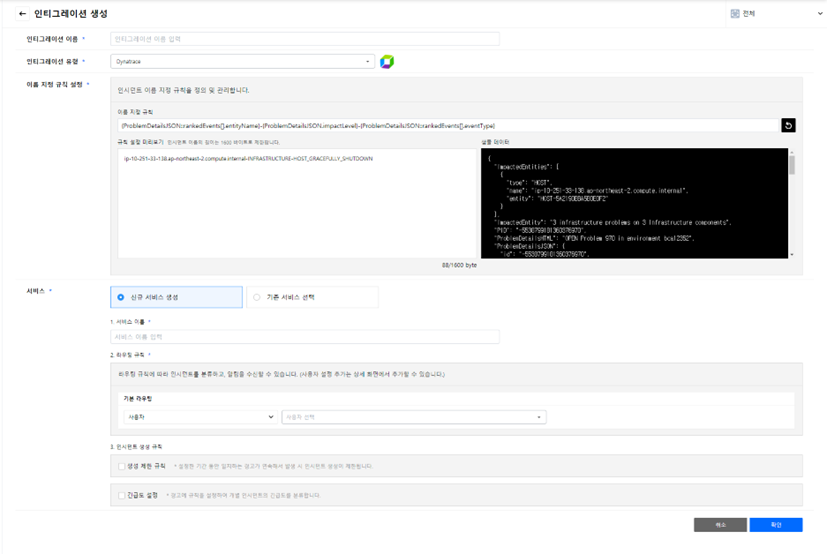 인티그레이션 생성
전체
인티그레이션 이름 *
인티그레이션 이름 입력
인티그레이션 유형 *
Dynatrace
이름 지정 규칙 설정 *
인시던트 이름 지정 규칙을 정의 및 관리합니다.
이름 지정 규칙
{ProblemDetailsJSON:rankedEvents[].entityName}-{ProblemDetailsJSON.impactLevel}-{ProblemDetailsJSON:rankedEvents[].eventType}
규칙 설정 미리보기 인시던트 이름의 길이는 1600 바이트로 제한됩니다.
샘플 데이터
ip-10-251-33-138.ap-northeast-2.compute.internal-INFRASTRUCTURE-HOST_GRACEFULLY_SHUTDOWN
{
"ImpactedEntities": [
{
"type": "HOST",
"name": "ip-10-251-33-138.ap-northeast-2.compute.internal",
"entity":
}
],
"ImpactedEntity": "3 infrastructure problems on 3 infrastructure components",
"PID":
"ProblemDetailsHTML": "OPEN Problem 970 in environment
"ProblemDetailsJSON": {
"id":
88/1600 byte
서비스 *
신규 서비스 생성
기존 서비스 선택
1. 서비스 이름 *
서비스 이름 입력
2. 라우팅 규칙 *
라우팅 규칙에 따라 인시던트를 분류하고, 알림을 수신할 수 있습니다. (사용자 설정 추가는 상세 화면에서 추가할 수 있습니다.)
기본 라우팅
사용자
사용자 선택
3. 인시던트 생성 규칙
생성 제한 규칙 * 설정한 기간 동안 일치하는 경고가 연속해서 발생 시 인시던트 생성이 제한됩니다.
긴급도 설정 * 경고에 규칙을 설정하여 개별 인시던트의 긴급도를 분류합니다.
취소
확인